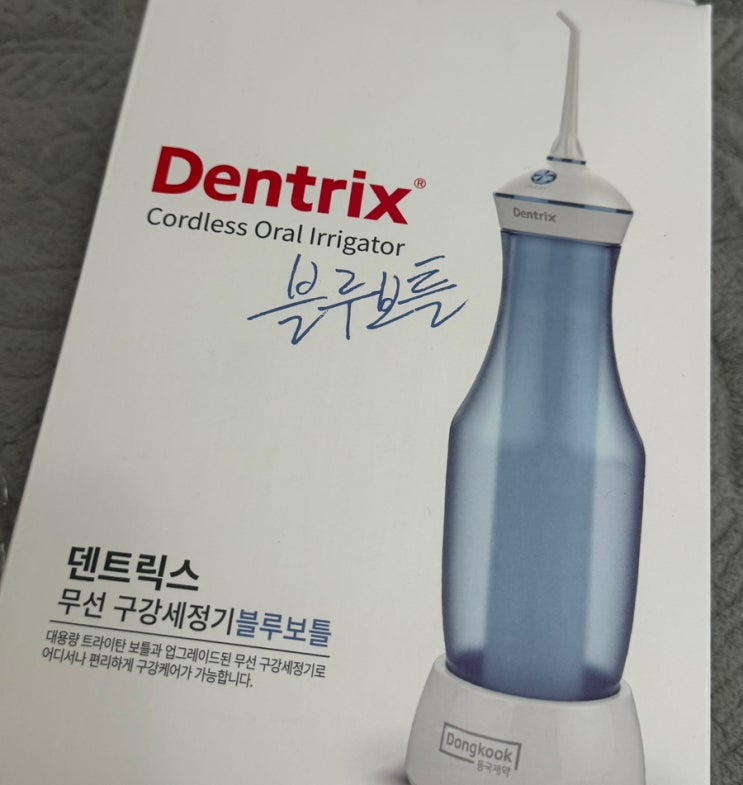 Dentrix®
Cordless Oral Irrigator
블루보틀
Dentrix
덴트릭스
무선 구강세정기블루보틀
대용량 트라이탄 보틀과 업그레이드된 무선 구강세정기로
어디서나 편리하게 구강케어가 가능합니다.
Dongkook
동국제약